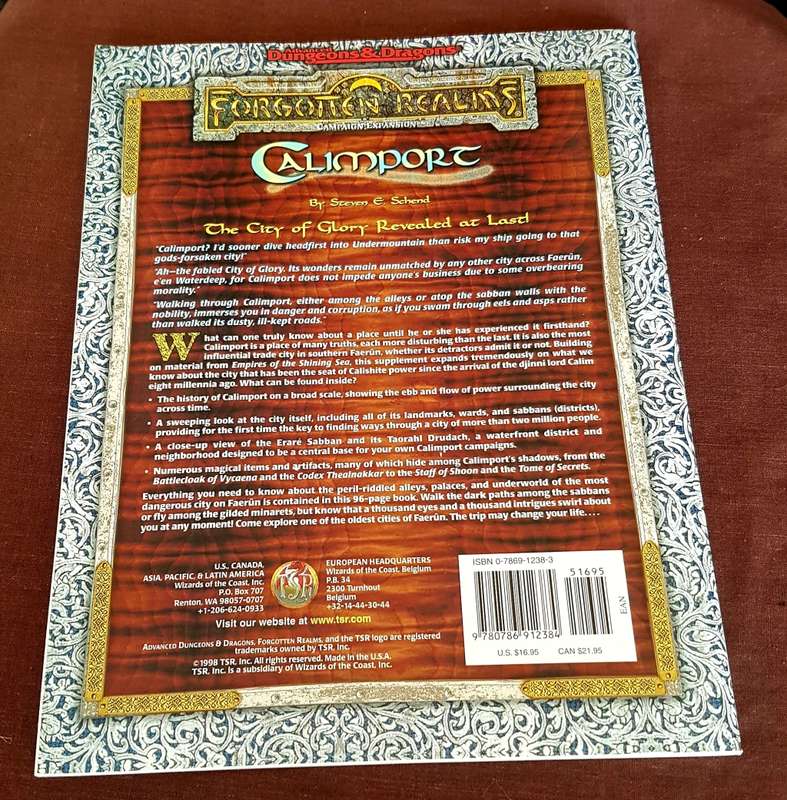 Advanced
Dungeons & Dragons
FORGOTTEN REALMS
CAMPAIGN EXPANSION
CALIMPORT
By Steven E. Schend
The City of Glory Revealed at Last!
"Calimport? I'd sooner dive headfirst into Undermountain than risk my ship going to that
gods-forsaken city!"
"Ah—the fabled City of Glory. Its wonders remain unmatched by any other city across Faerûn,
e'en Waterdeep, for Calimport does not impede anyone's business due to some overbearing
morality."
"Walking through Calimport, either among the alleys or atop the sabban walls with the
nobility, immerses you in danger and corruption, as if you swam through eels and asps rather
than walked its dusty, ill-kept roads."
What can one truly know about a place until he or she has experienced it firsthand?
Calimport is a place of many truths, each more disturbing than the last. It is also the most
influential trade city in southern Faerûn, whether its detractors admit it or not. Building
on material from Empires of the Shining Sea, this supplement expands tremendously on what we
know about the city that has been the seat of Calishite power since the arrival of the djinni lord Calim
eight millennia ago. What can be found inside?
• The history of Calimport on a broad scale, showing the ebb and flow of power surrounding the city
across time.
• A sweeping look at the city itself, including all of its landmarks, wards, and sabbans (districts),
providing for the first time the key to finding ways through a city of more than two million people.
• A close-up view of the Eraré Sabban and its Taorahl Drudach, a waterfront district and
neighborhood designed to be a central base for your own Calimport campaigns.
• Numerous magical items and artifacts, many of which hide among Calimport's shadows, from the
Battlecloak of Vycaena and the Codex Thealnakkar to the Staff of Shoon and the Tome of Secrets.
Everything you need to know about the peril-riddled alleys, palaces, and underworld of the most
dangerous city on Faerûn is contained in this 96-page book. Walk the dark paths among the sabbans
or fly among the gilded minarets, but know that a thousand eyes and a thousand intrigues swirl about
you at any moment! Come explore one of the oldest cities of Faerûn. The trip may change your life. . . .
U.S. CANADA,
ASIA, PACIFIC, & LATIN AMERICA
Wizards of the Coast, Inc.
P.O. Box 707
Renton, WA 98057-0707
+1-206-624-0933
TSR
EUROPEAN HEADQUARTERS
Wizards of the Coast, Belgium
P.B. 34
2300 Turnhout
Belgium
+32-14-44-30-44
Visit our website at www.tsr.com
ADVANCED DUNGEONS & DRAGONS, FORGOTTEN REALMS, and the TSR logo are registered
trademarks owned by TSR, Inc.
©1998 TSR, Inc. All rights reserved. Made in the U.S.A.
TSR, Inc. is a subsidiary of Wizards of the Coast, Inc.
ISBN 0-7869-1238-3
51695
EAN
9 780786 912384
U.S. $16.95 CAN $21.95